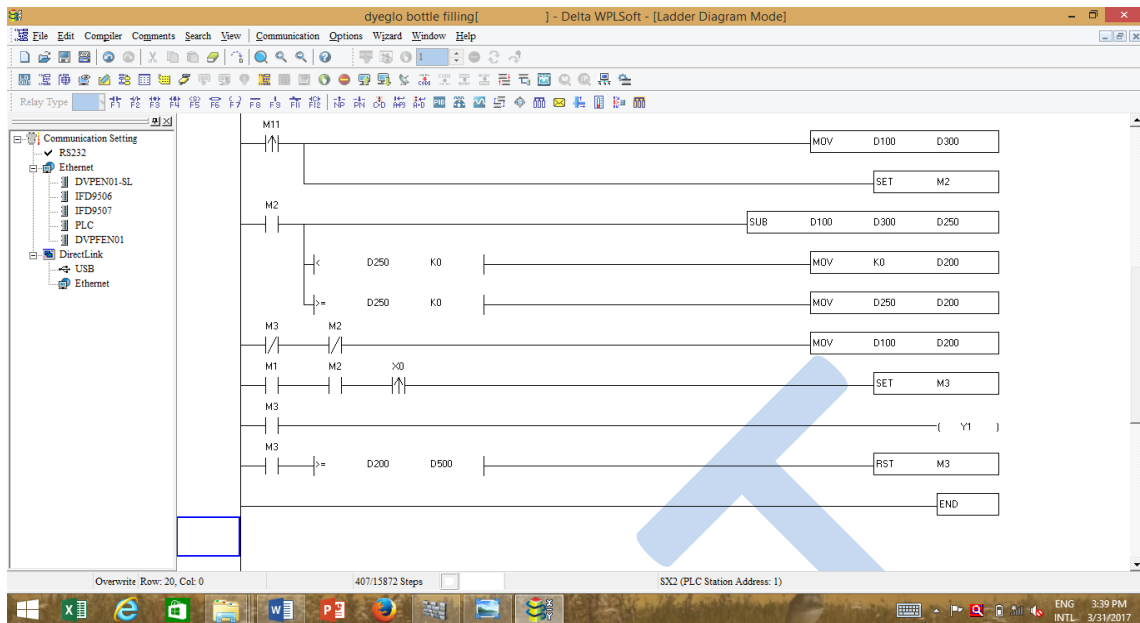 dyeglo bottle filling[ ] - Delta WPLSoft - [Ladder Diagram Mode]
File Edit Compiler Comments Search View Communication Options Wizard Window Help
1
Relay Type
Communication Setting
RS232
Ethernet
DVPEN01-SL
IFD9506
IFD9507
PLC
DVPFEN01
DirectLink
USB
Ethernet
M11
MOV D100 D300
SET M2
M2
SUB D100 D300 D250
< D250 K0
MOV K0 D200
>= D250 K0
MOV D250 D200
M3 M2
MOV D100 D200
M1 M2 X0
SET M3
M3
( Y1 )
M3
>= D200 D500
RST M3
END
Overwrite Row: 20, Col: 0 407/15872 Steps SX2 (PLC Station Address: 1)
ENG 3:39 PM
INTL 3/31/2017